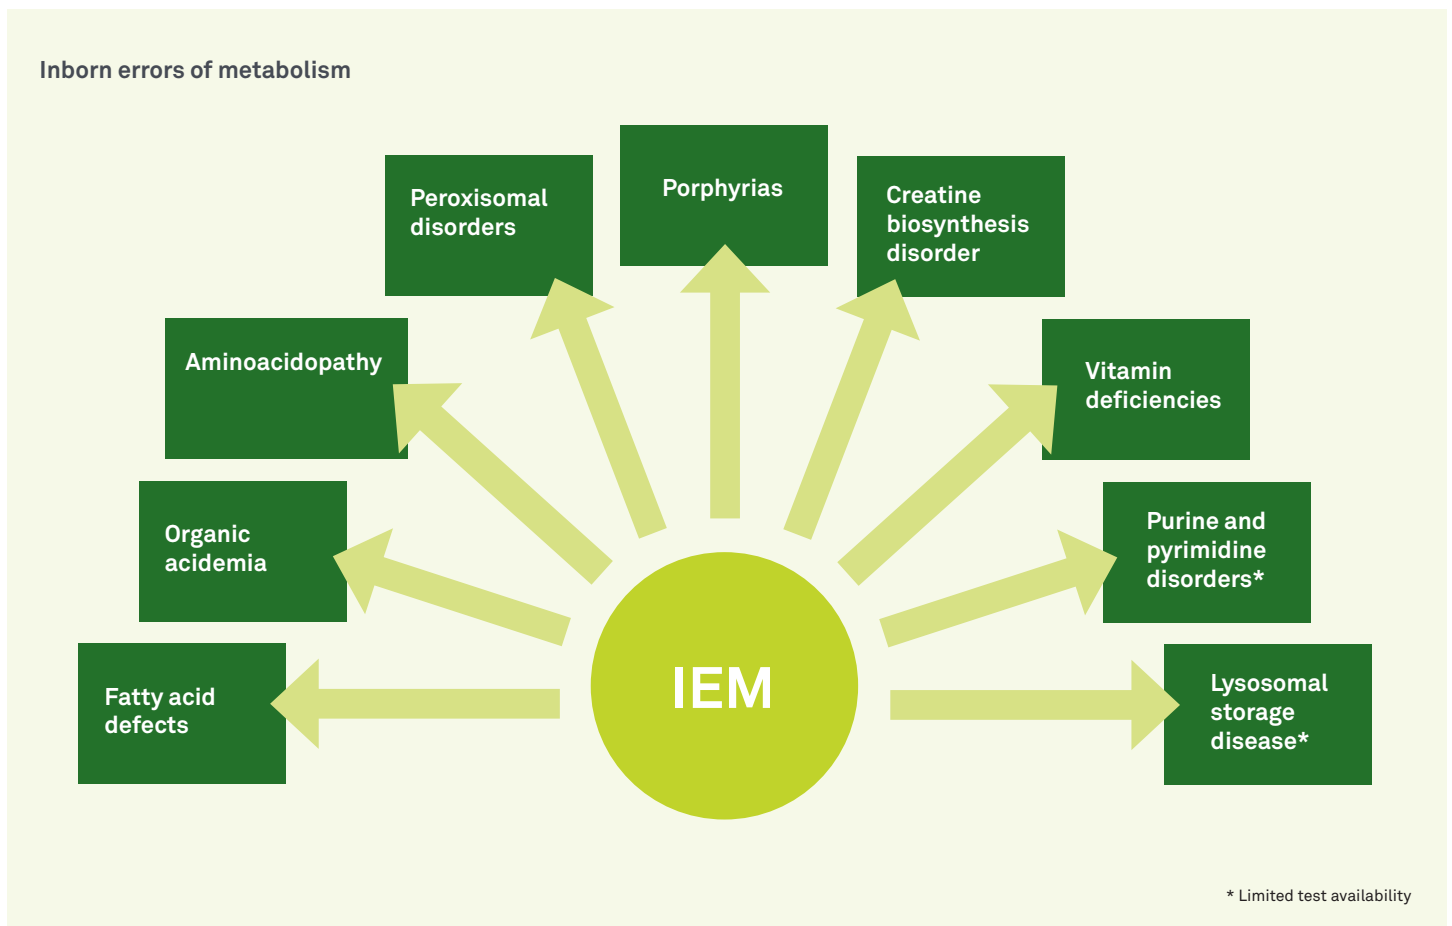 Inborn errors of metabolism
Porphyrias
Peroxisomal
disorders
Creatine
biosynthesis
disorder
Aminoacidopathy
Vitamin
deficiencies
Organic
acidemia
Purine and
pyrimidine
disorders*
Fatty acid
defects
IEM
Lysosomal
storage
disease*
* Limited test availability